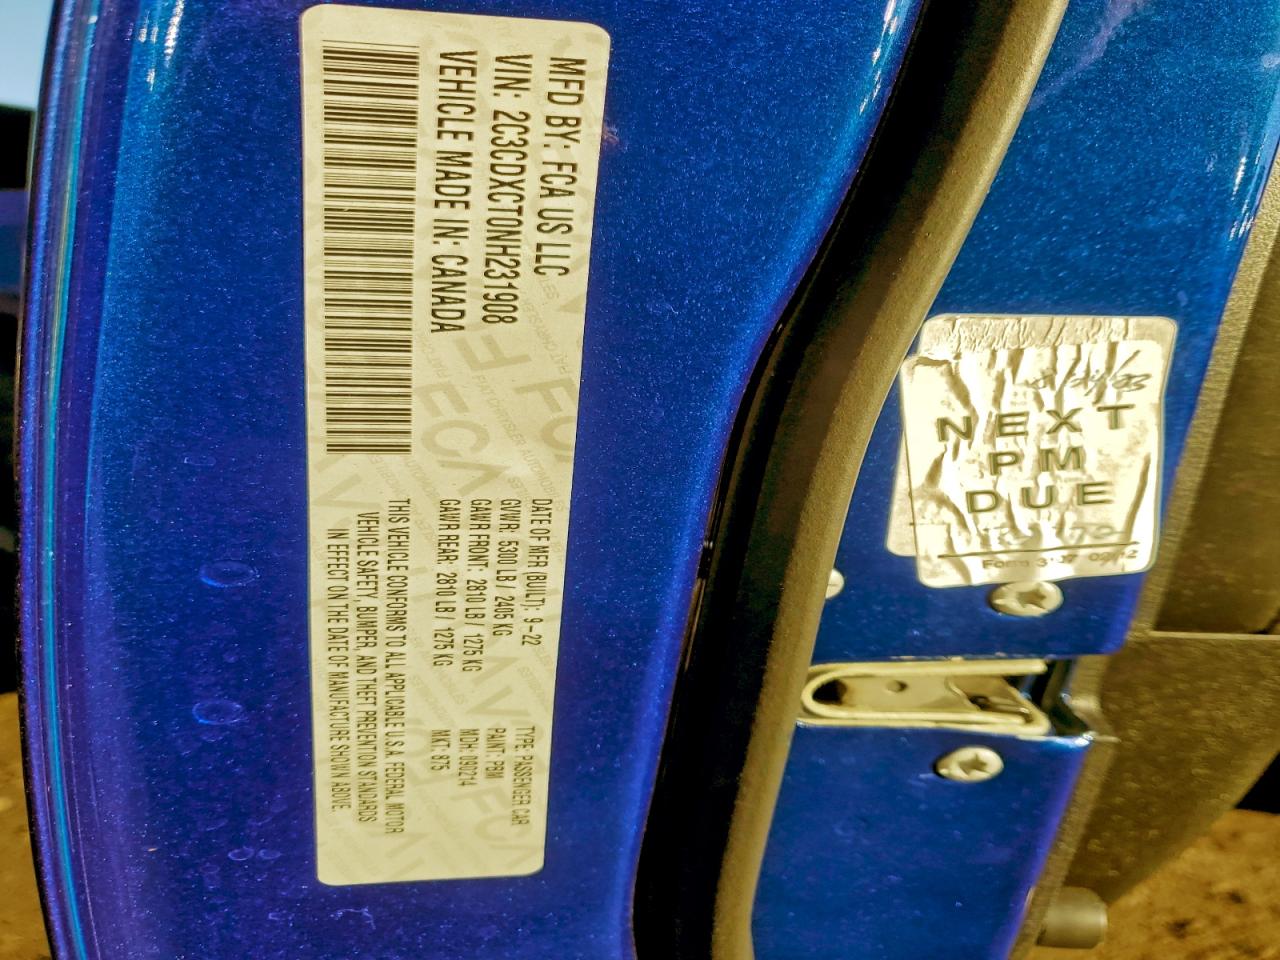 MFD BY: FCA US LLC
VIN: 2C3CDXCT0NH231908
VEHICLE MADE IN: CANADA
DATE OF MFR (BUILT): 9-22
GVWR: 5300 LB / 2405 KG
GAWR FRONT: 2810 LB / 1275 KG
GAWR REAR: 2810 LB / 1275 KG
TYPE: PASSENGER CAR
PAINT: PBM
MDH: 090214
MKT: 875
THIS VEHICLE CONFORMS TO ALL APPLICABLE U.S.A. FEDERAL MOTOR
VEHICLE SAFETY, BUMPER, AND THEFT PREVENTION STANDARDS
IN EFFECT ON THE DATE OF MANUFACTURE SHOWN ABOVE.
NEXT
PM
DUE